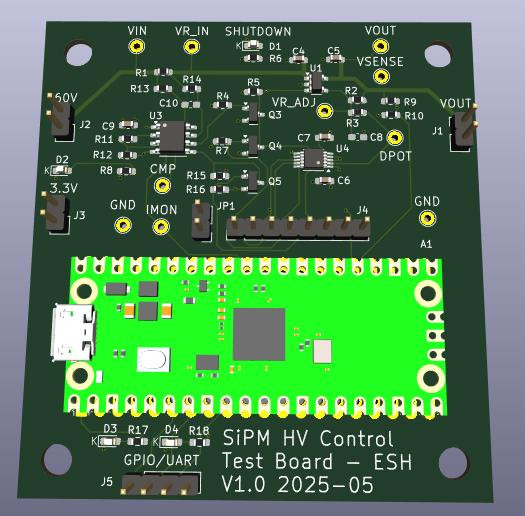 VIN
VR_IN
SHUTDOWN
VOUT
K
D1
R6
C4
C5
VSENSE
R1
R13
R14
R5
U1
R2
R9
R10
60V
J2
C10
R4
VR_ADJ
R3
VOUT
J1
C9
R11
R12
R8
U3
Q3
C7
C8
DPOT
D2
K
R7
Q4
U4
3.3V
J3
CMP
R15
R16
Q5
C6
GND
IMON
JP1
J4
GND
A1
D3
R17
D4
R18
K
K
GPIO/UART
J5
SiPM HV Control
Test Board - ESH
V1.0 2025-05